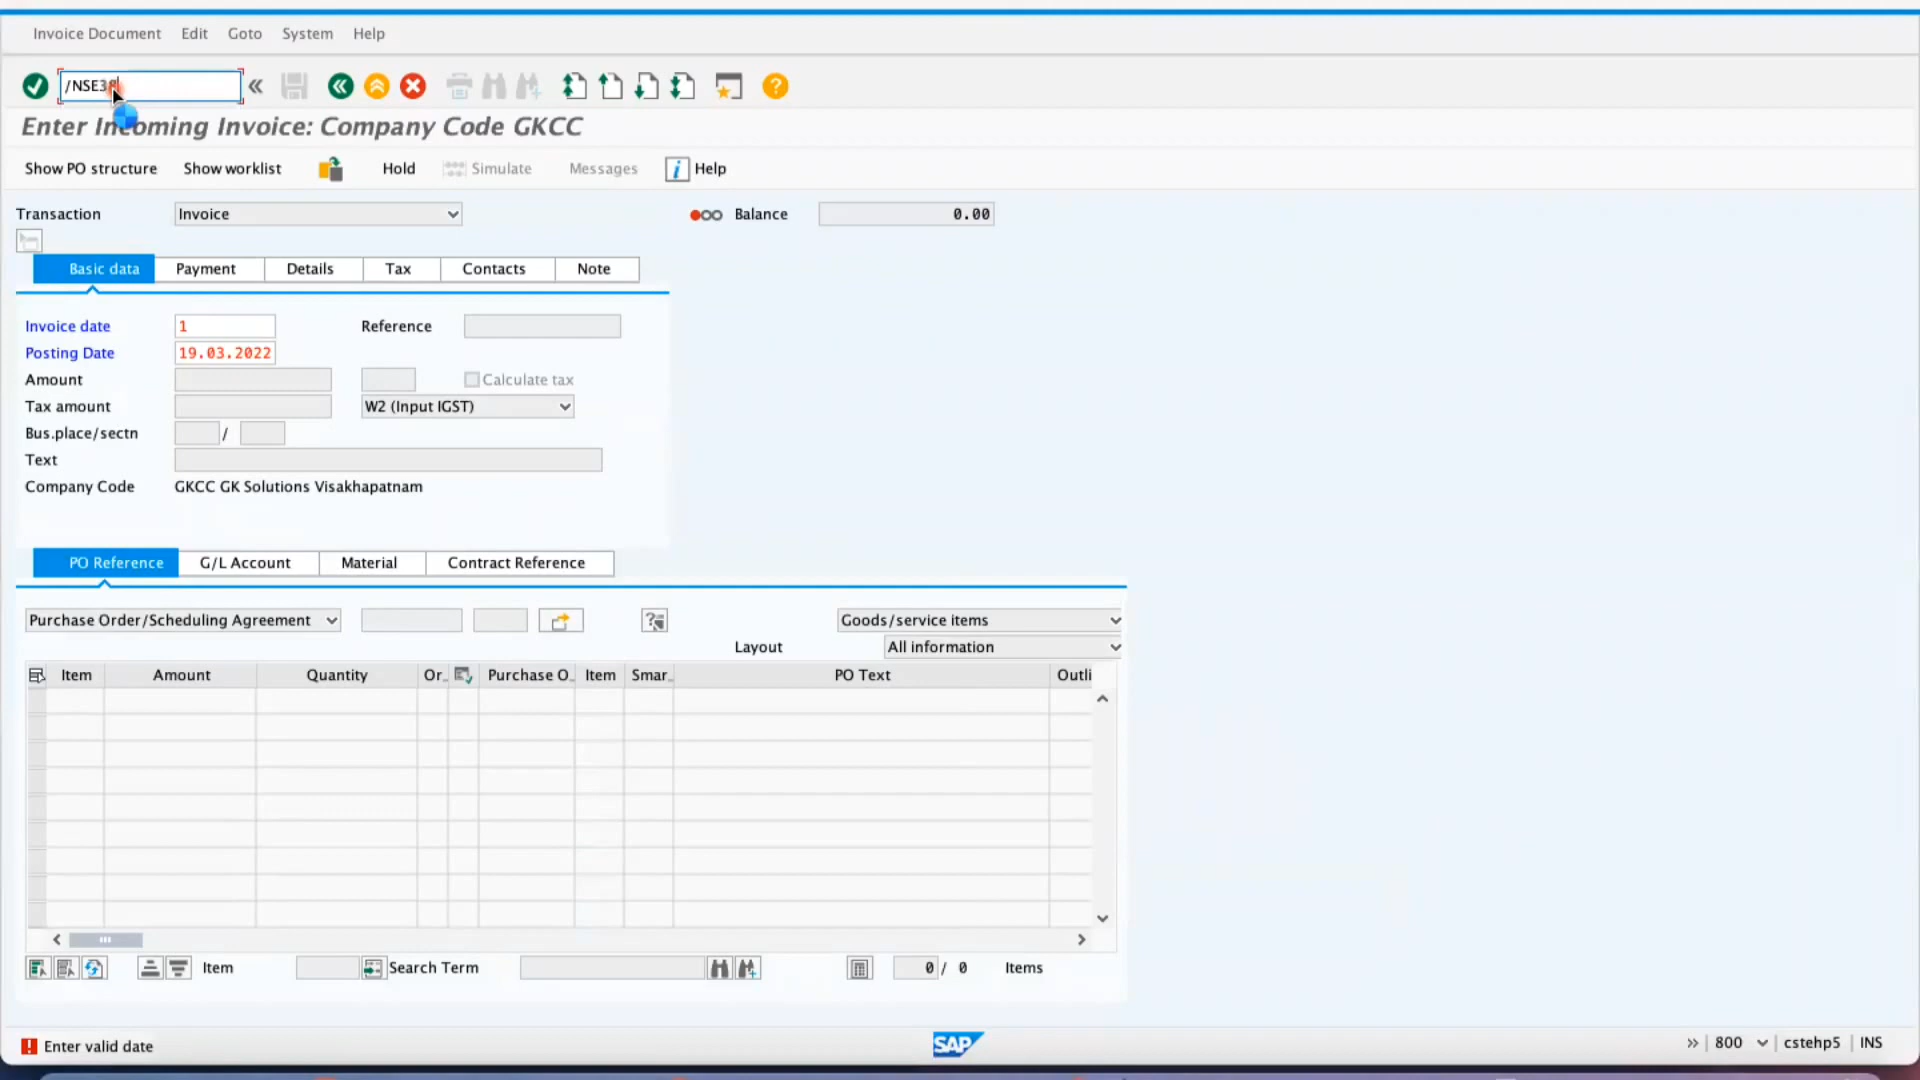 Invoice Document Edit Goto System Help
/NSE38
Enter Incoming Invoice: Company Code GKCC
Show PO structure Show worklist Hold Simulate Messages Help
Transaction Invoice Balance 0.00
Basic data Payment Details Tax Contacts Note
Invoice date 1 Reference
Posting Date 19.03.2022
Amount Calculate tax
Tax amount W2 (Input IGST)
Bus.place/sectn /
Text
Company Code GKCC GK Solutions Visakhapatnam
PO Reference G/L Account Material Contract Reference
Purchase Order/Scheduling Agreement Goods/service items
Layout All information
Item Amount Quantity Or.. Purchase O.. Item Smar.. PO Text Outli
Item Search Term 0 / 0 Items
Enter valid date SAP 800 cstehp5 INS